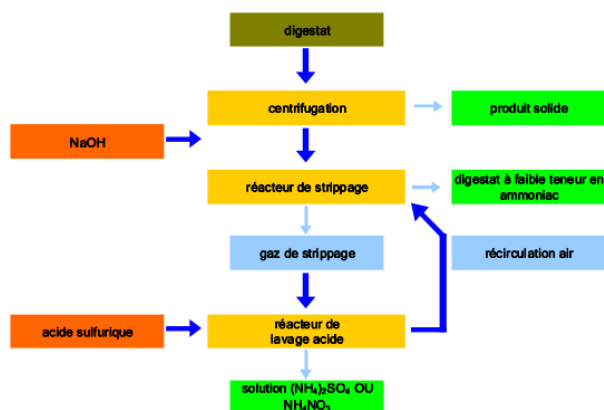 digestat
centrifugation
produit solide
NaOH
réacteur de strippage
digestat à faible teneur en
ammoniac
gaz de strippage
récirculation air
acide sulfurique
réacteur de
lavage acide
solution (NH₄)₂SO₄ OU
NH₄NO₃